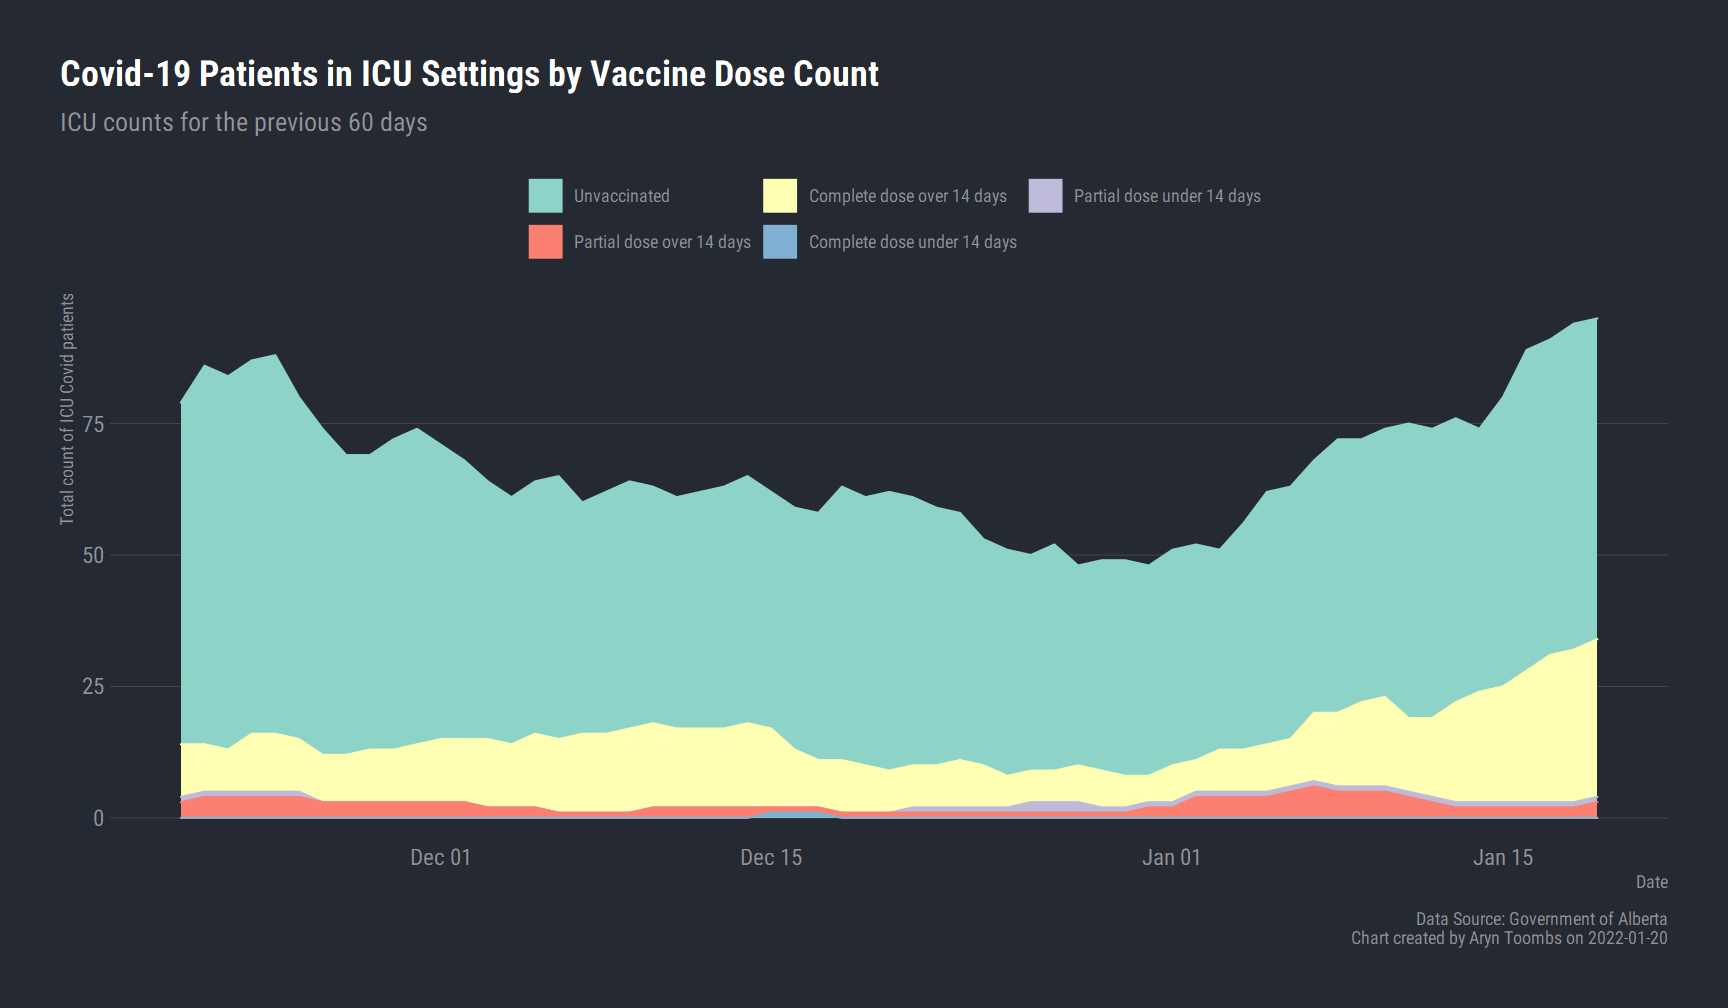 Covid-19 Patients in ICU Settings by Vaccine Dose Count
ICU counts for the previous 60 days
Unvaccinated
Complete dose over 14 days
Partial dose under 14 days
Partial dose over 14 days
Complete dose under 14 days
Total count of ICU Covid patients
75
50
25
0
Dec 01
Dec 15
Jan 01
Jan 15
Date
Data Source: Government of Alberta
Chart created by Aryn Toombs on 2022-01-20